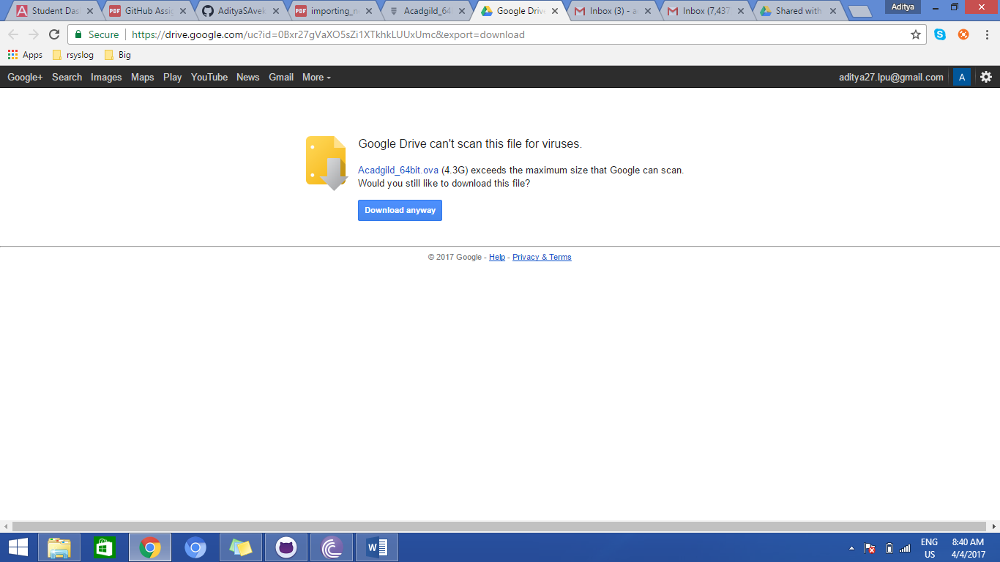 Student Das
GitHub Assig
AdityaSAvek
importing_n
Acadgild_64
Google Drive
Inbox (3) - a
Inbox (7,437
Shared with
Aditya
Secure
https://drive.google.com/uc?id=0Bxr27gVaXO5sZi1XTkhkLUUxUmc&export=download
Apps rsyslog Big
Google+ Search Images Maps Play YouTube News Gmail More
aditya27.lpu@gmail.com A
Google Drive can't scan this file for viruses.
Acadgild_64bit.ova (4.3G) exceeds the maximum size that Google can scan.
Would you still like to download this file?
Download anyway
© 2017 Google - Help - Privacy & Terms
ENG 8:40 AM
US 4/4/2017